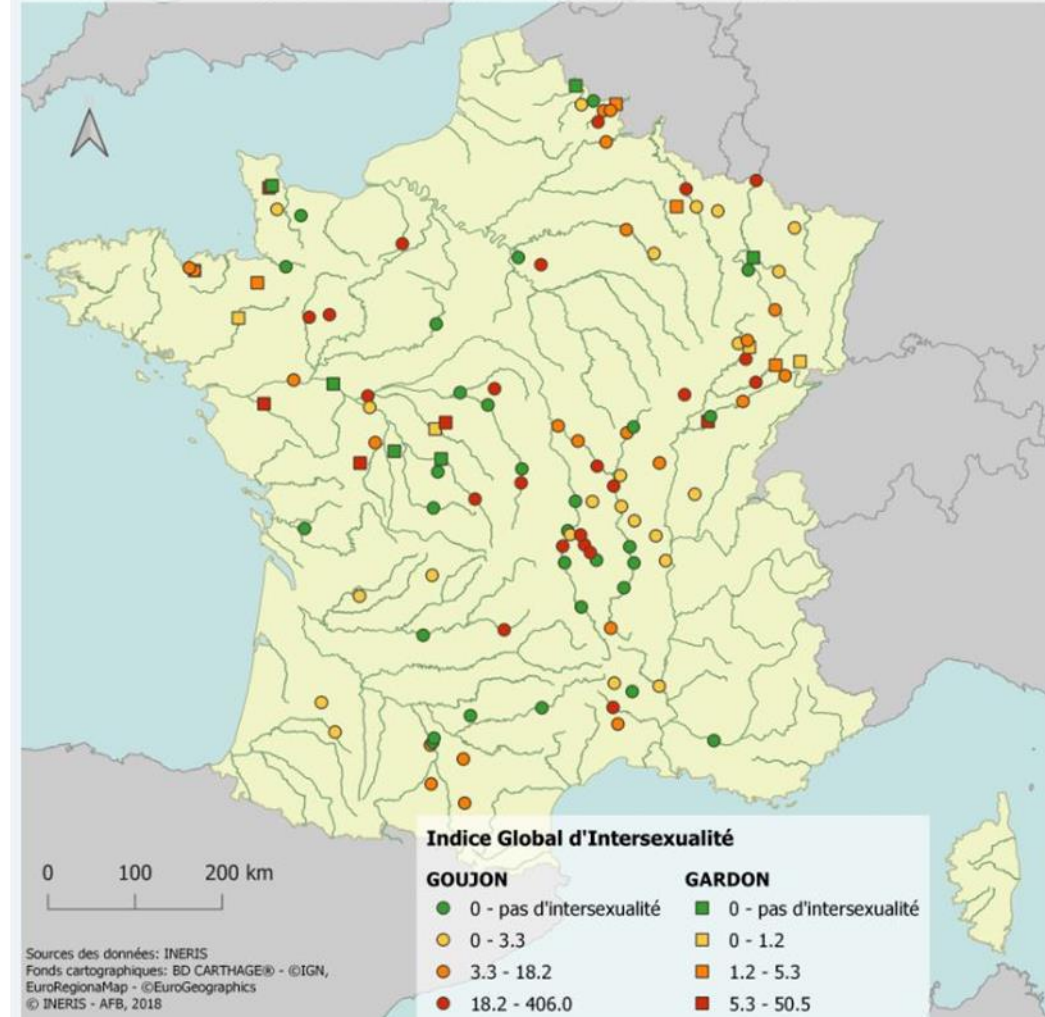 0 100 200 km
Sources des données: INERIS
Fonds cartographiques: BD CARTHAGE® - ©IGN,
EuroRegionaMap - ©EuroGeographics
© INERIS - AFB, 2018
Indice Global d'Intersexualité
GOUJON
0 - pas d'intersexualité
0 - 3.3
3.3 - 18.2
18.2 - 406.0
GARDON
0 - pas d'intersexualité
0 - 1.2
1.2 - 5.3
5.3 - 50.5